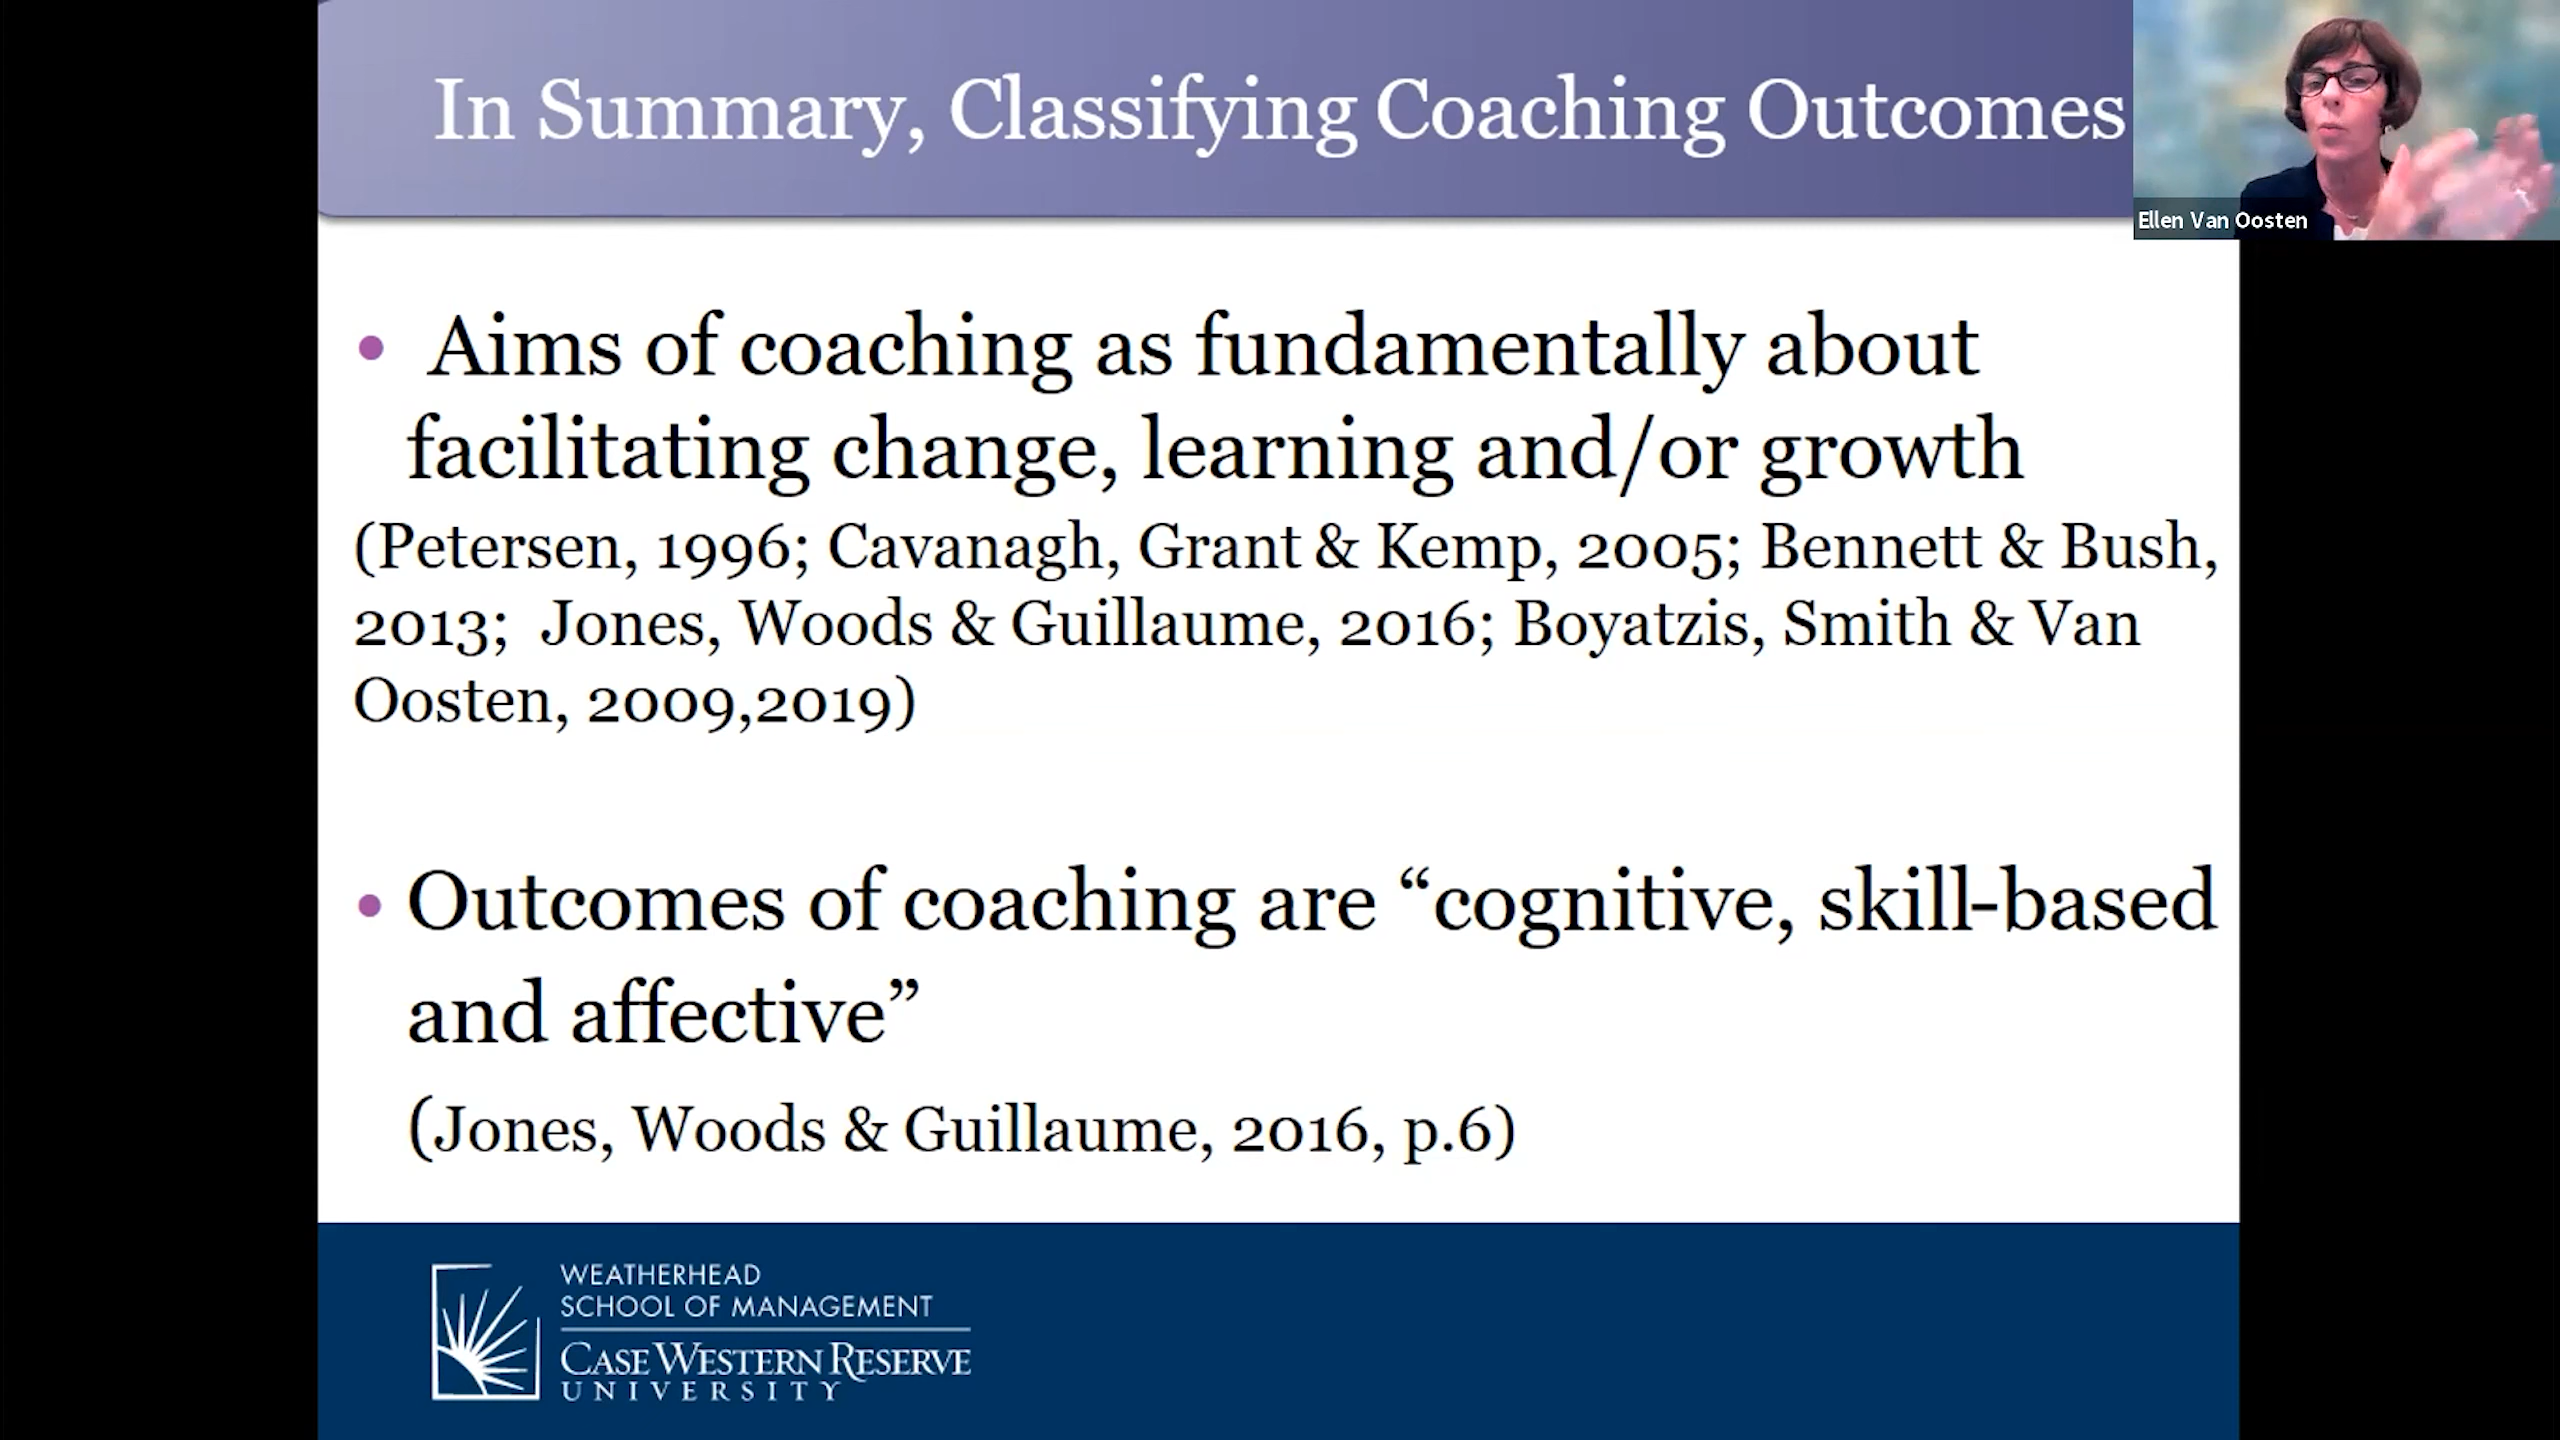 In Summary, Classifying Coaching Outcomes
Ellen Van Oosten
• Aims of coaching as fundamentally about
facilitating change, learning and/or growth
(Petersen, 1996; Cavanagh, Grant & Kemp, 2005; Bennett & Bush,
2013; Jones, Woods & Guillaume, 2016; Boyatzis, Smith & Van
Oosten, 2009,2019)
• Outcomes of coaching are “cognitive, skill-based
and affective”
(Jones, Woods & Guillaume, 2016, p.6)
WEATHERHEAD
SCHOOL OF MANAGEMENT
CASE WESTERN RESERVE
UNIVERSITY